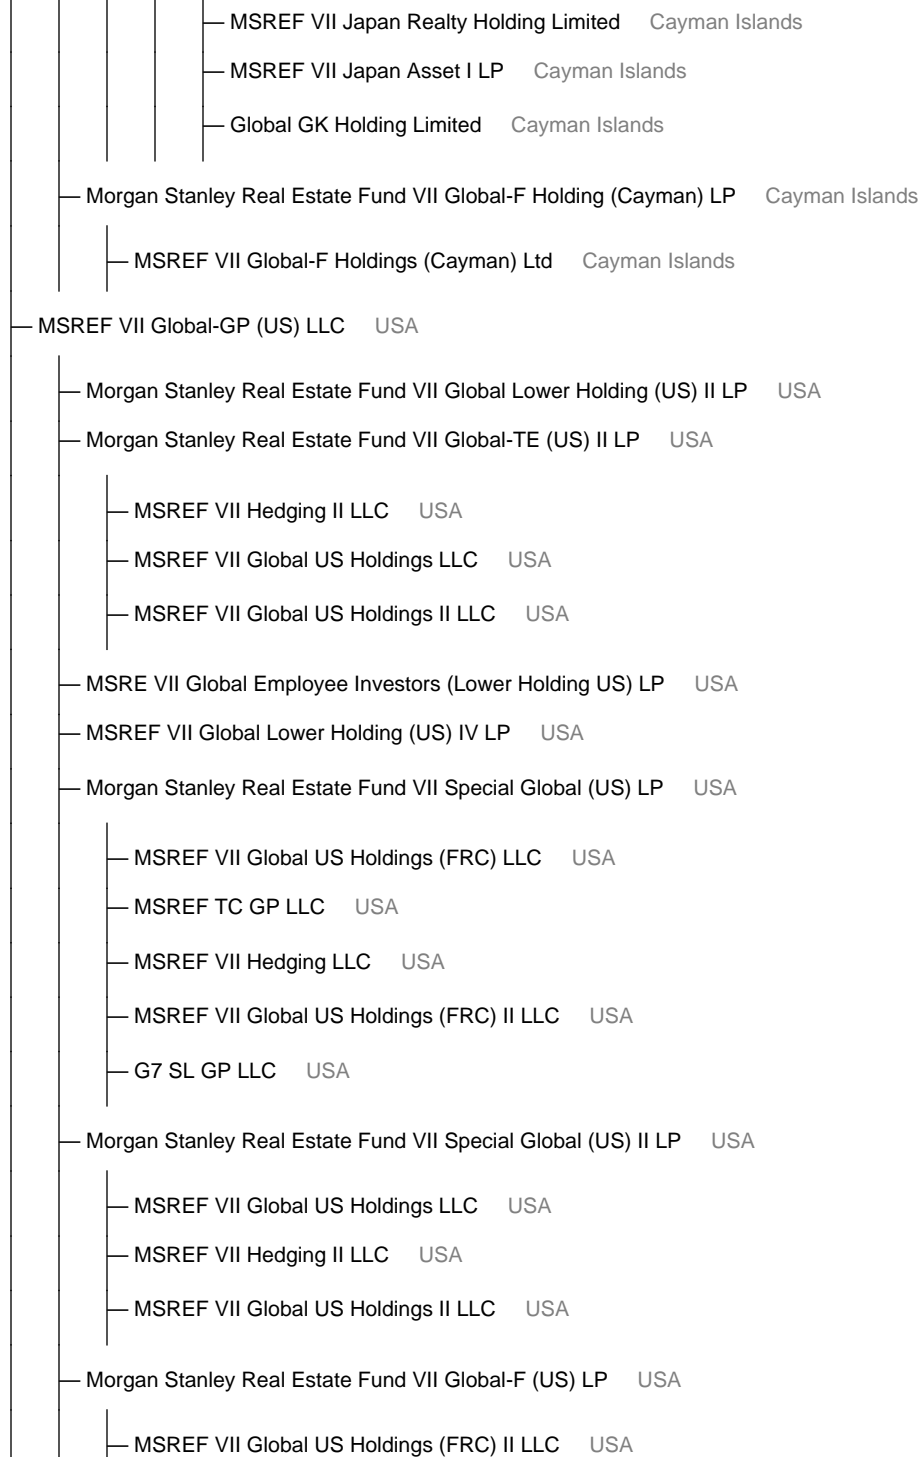 MSREF VII Japan Realty Holding Limited Cayman Islands
MSREF VII Japan Asset I LP Cayman Islands
Global GK Holding Limited Cayman Islands
Morgan Stanley Real Estate Fund VII Global-F Holding (Cayman) LP Cayman Islands
MSREF VII Global-F Holdings (Cayman) Ltd Cayman Islands
MSREF VII Global-GP (US) LLC USA
Morgan Stanley Real Estate Fund VII Global Lower Holding (US) II LP USA
Morgan Stanley Real Estate Fund VII Global-TE (US) II LP USA
MSREF VII Hedging II LLC USA
MSREF VII Global US Holdings LLC USA
MSREF VII Global US Holdings II LLC USA
MSRE VII Global Employee Investors (Lower Holding US) LP USA
MSREF VII Global Lower Holding (US) IV LP USA
Morgan Stanley Real Estate Fund VII Special Global (US) LP USA
MSREF VII Global US Holdings (FRC) LLC USA
MSREF TC GP LLC USA
MSREF VII Hedging LLC USA
MSREF VII Global US Holdings (FRC) II LLC USA
G7 SL GP LLC USA
Morgan Stanley Real Estate Fund VII Special Global (US) II LP USA
MSREF VII Global US Holdings LLC USA
MSREF VII Hedging II LLC USA
MSREF VII Global US Holdings II LLC USA
Morgan Stanley Real Estate Fund VII Global-F (US) LP USA
MSREF VII Global US Holdings (FRC) II LLC USA